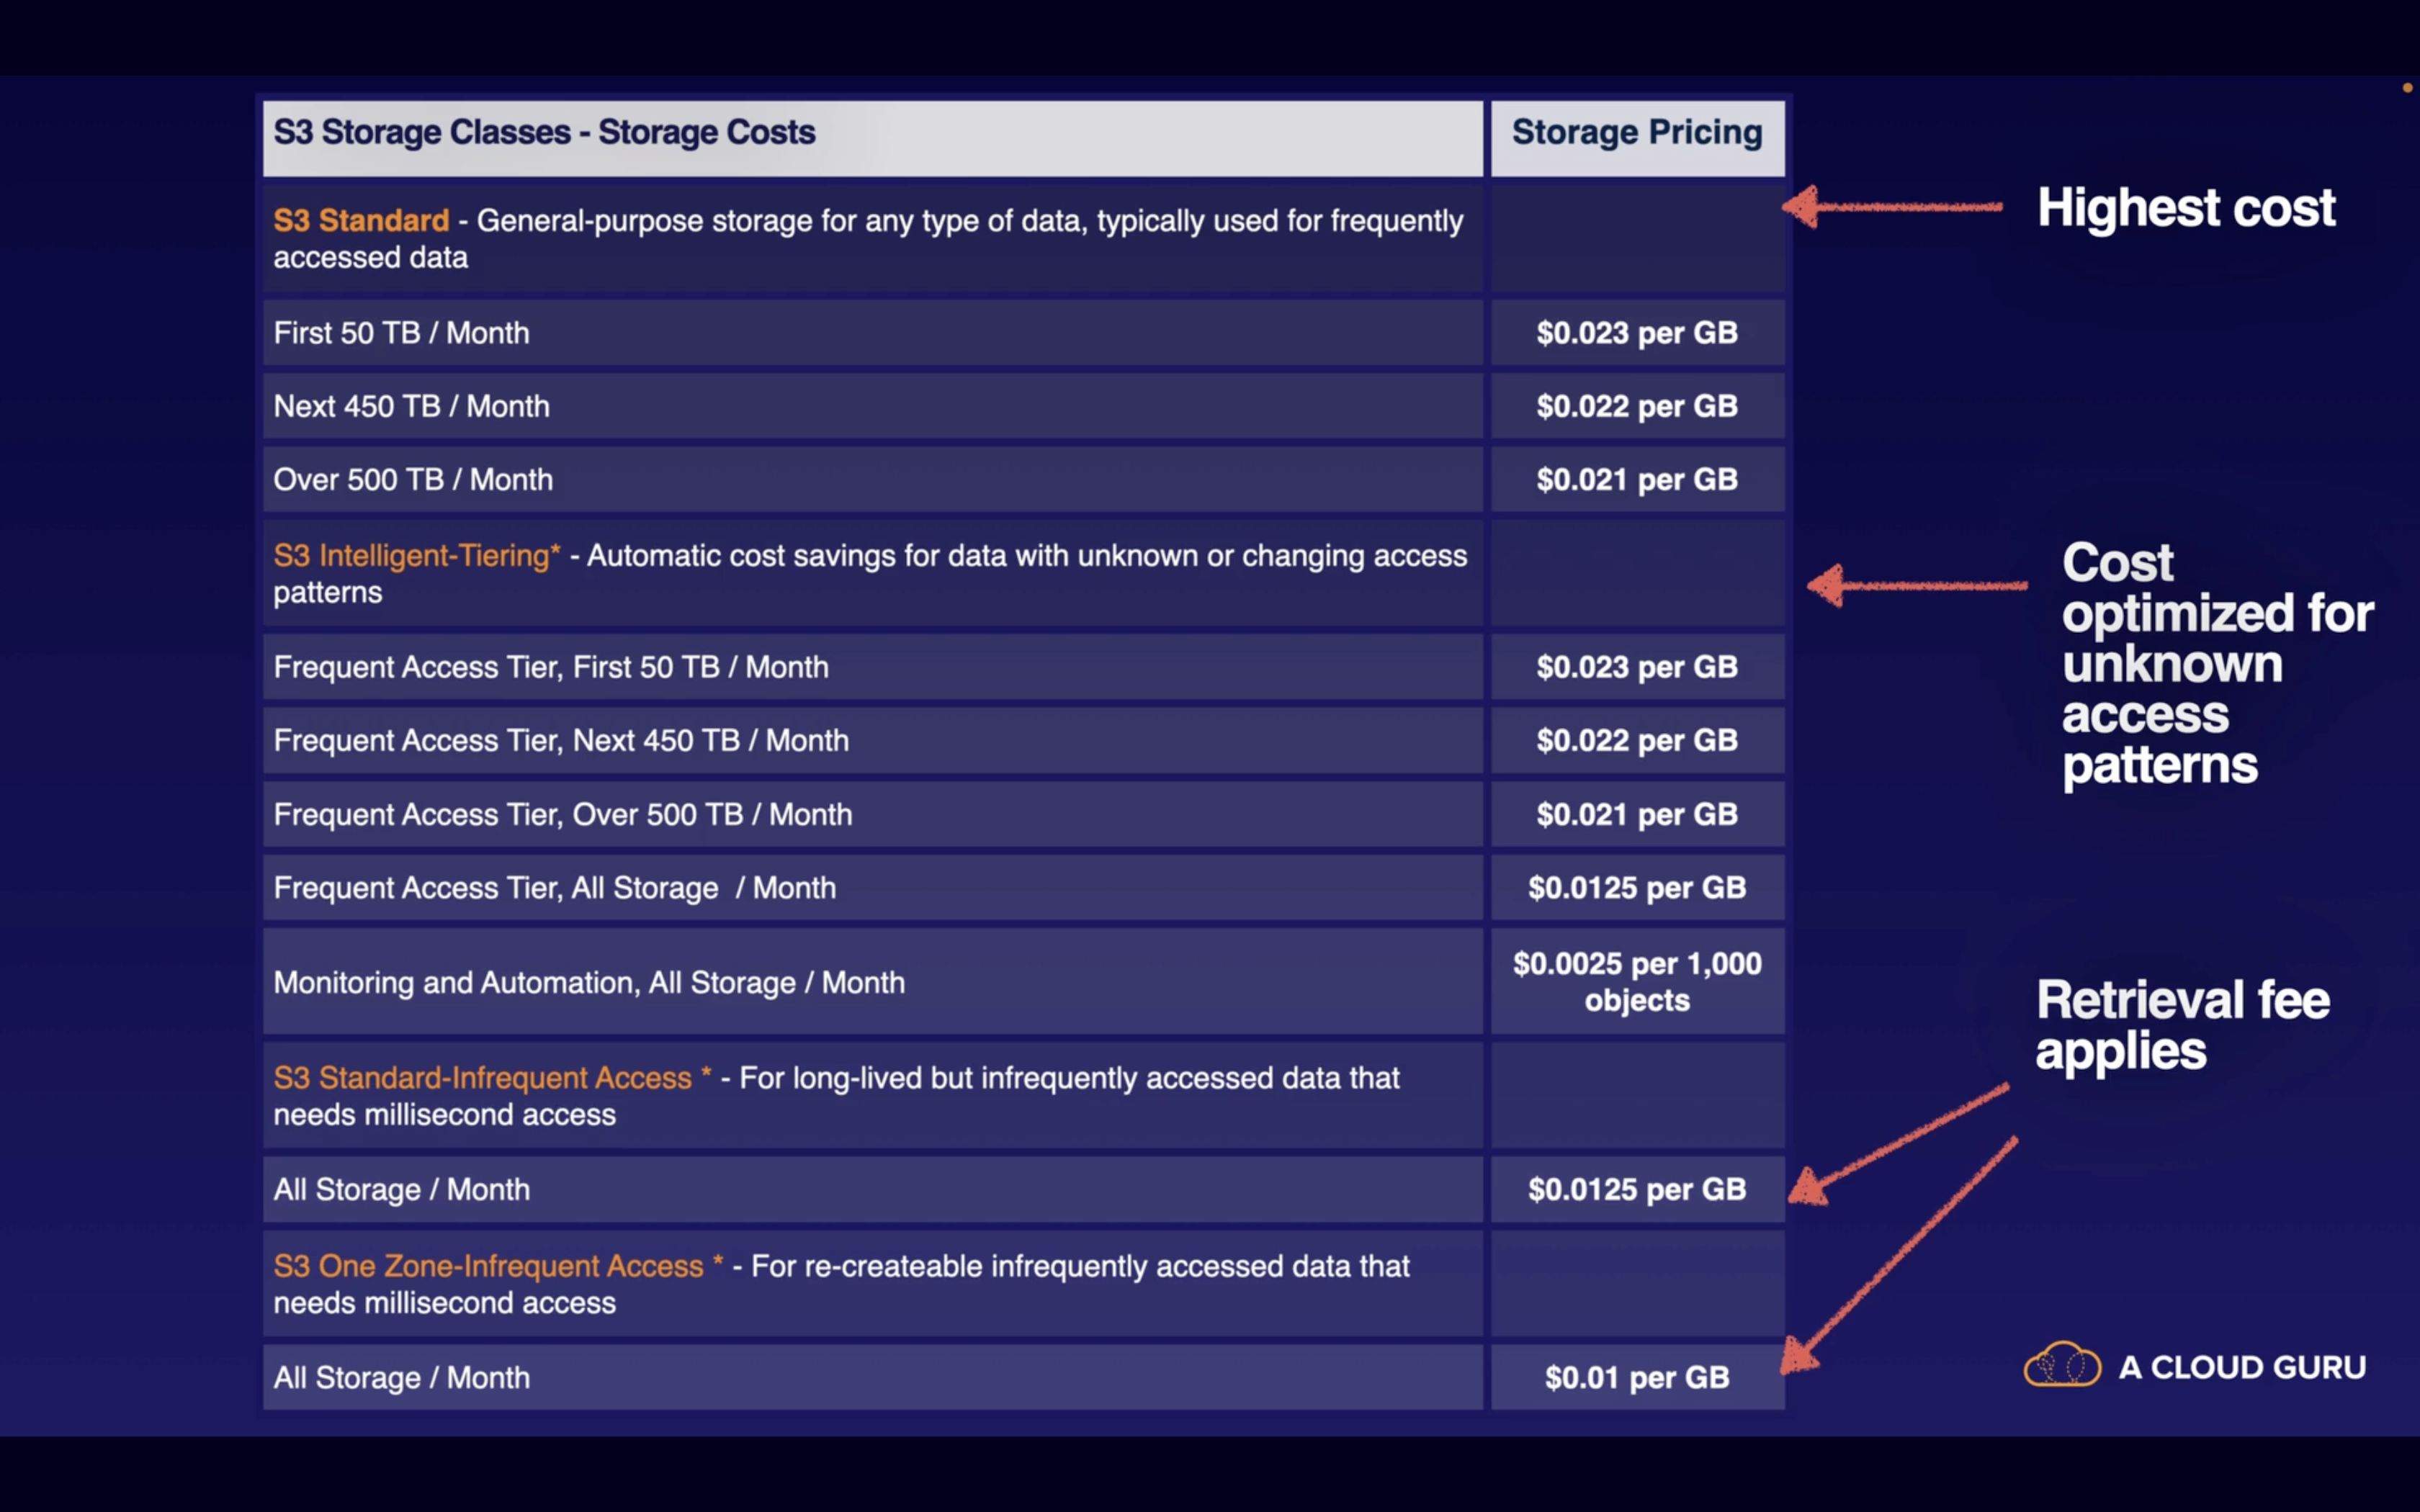 S3 Storage Classes - Storage Costs
Storage Pricing
S3 Standard - General-purpose storage for any type of data, typically used for frequently
accessed data
Highest cost
First 50 TB / Month
$0.023 per GB
Next 450 TB / Month
$0.022 per GB
Over 500 TB / Month
$0.021 per GB
S3 Intelligent-Tiering* - Automatic cost savings for data with unknown or changing access
patterns
Cost
optimized for
unknown
access
patterns
Frequent Access Tier, First 50 TB / Month
$0.023 per GB
Frequent Access Tier, Next 450 TB / Month
$0.022 per GB
Frequent Access Tier, Over 500 TB / Month
$0.021 per GB
Frequent Access Tier, All Storage  / Month
$0.0125 per GB
Monitoring and Automation, All Storage / Month
$0.0025 per 1,000
objects
Retrieval fee
applies
S3 Standard-Infrequent Access * - For long-lived but infrequently accessed data that
needs millisecond access
All Storage / Month
$0.0125 per GB
S3 One Zone-Infrequent Access * - For re-createable infrequently accessed data that
needs millisecond access
All Storage / Month
$0.01 per GB
A CLOUD GURU